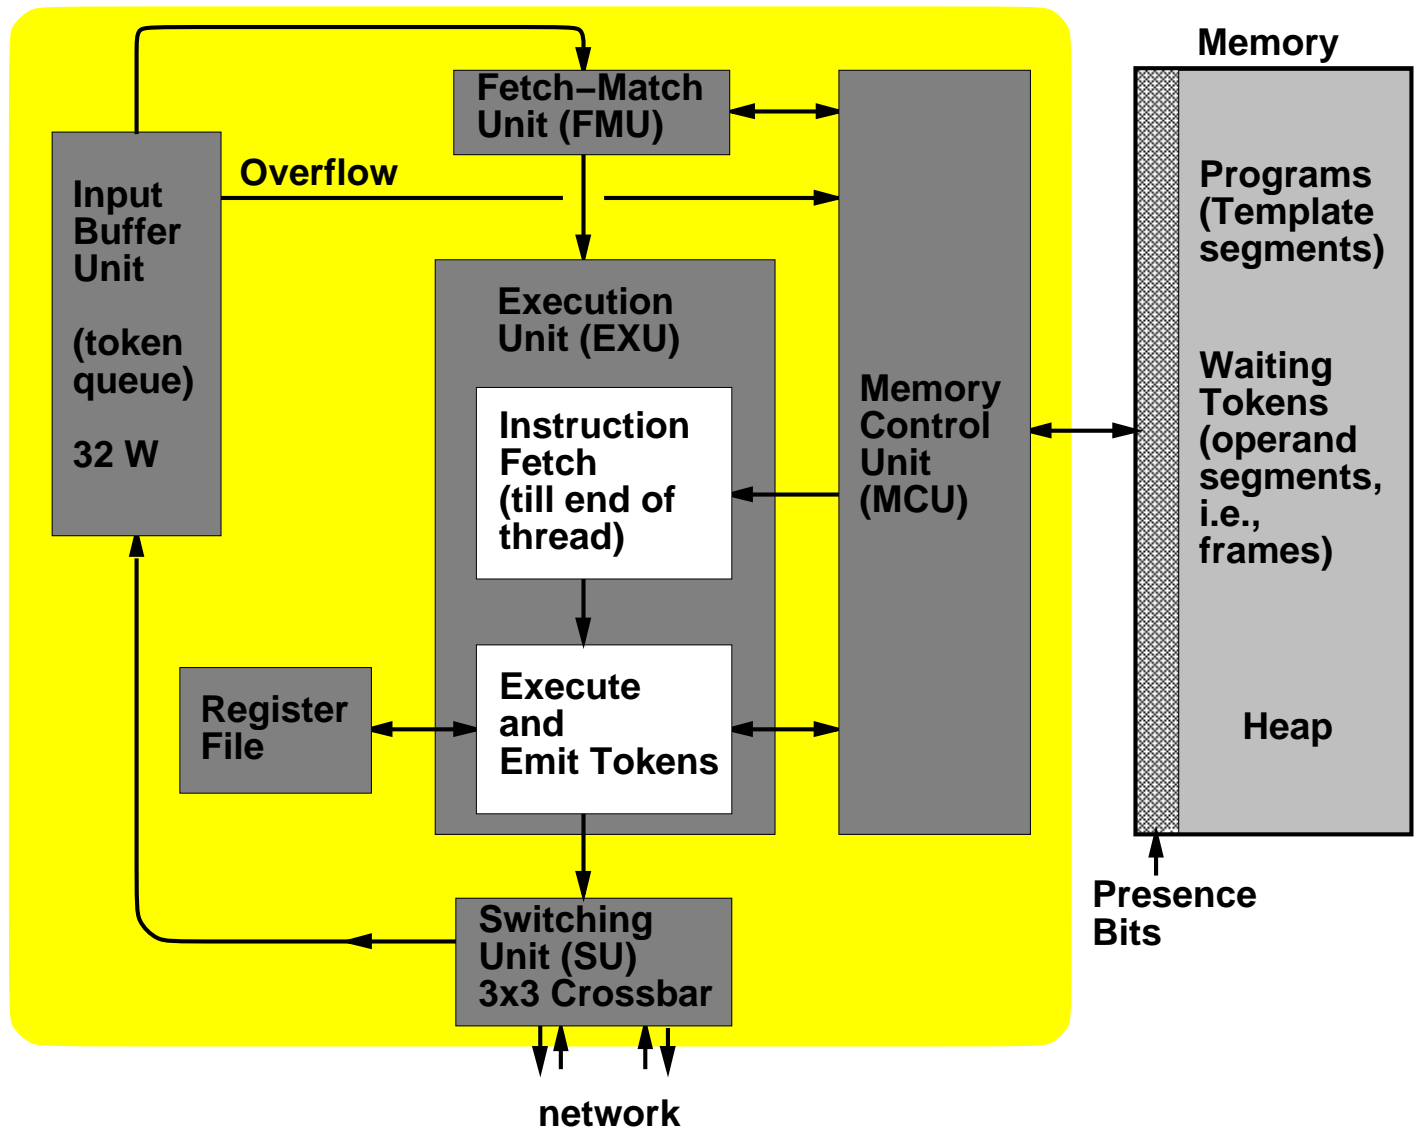 Memory
Fetch–Match
Unit (FMU)
Overflow
Input
Buffer
Unit
(token
queue)
32 W
Execution
Unit (EXU)
Instruction
Fetch
(till end of
thread)
Memory
Control
Unit
(MCU)
Programs
(Template
segments)
Waiting
Tokens
(operand
segments,
i.e.,
frames)
Heap
Register
File
Execute
and
Emit Tokens
Presence
Bits
Switching
Unit (SU)
3x3 Crossbar
network